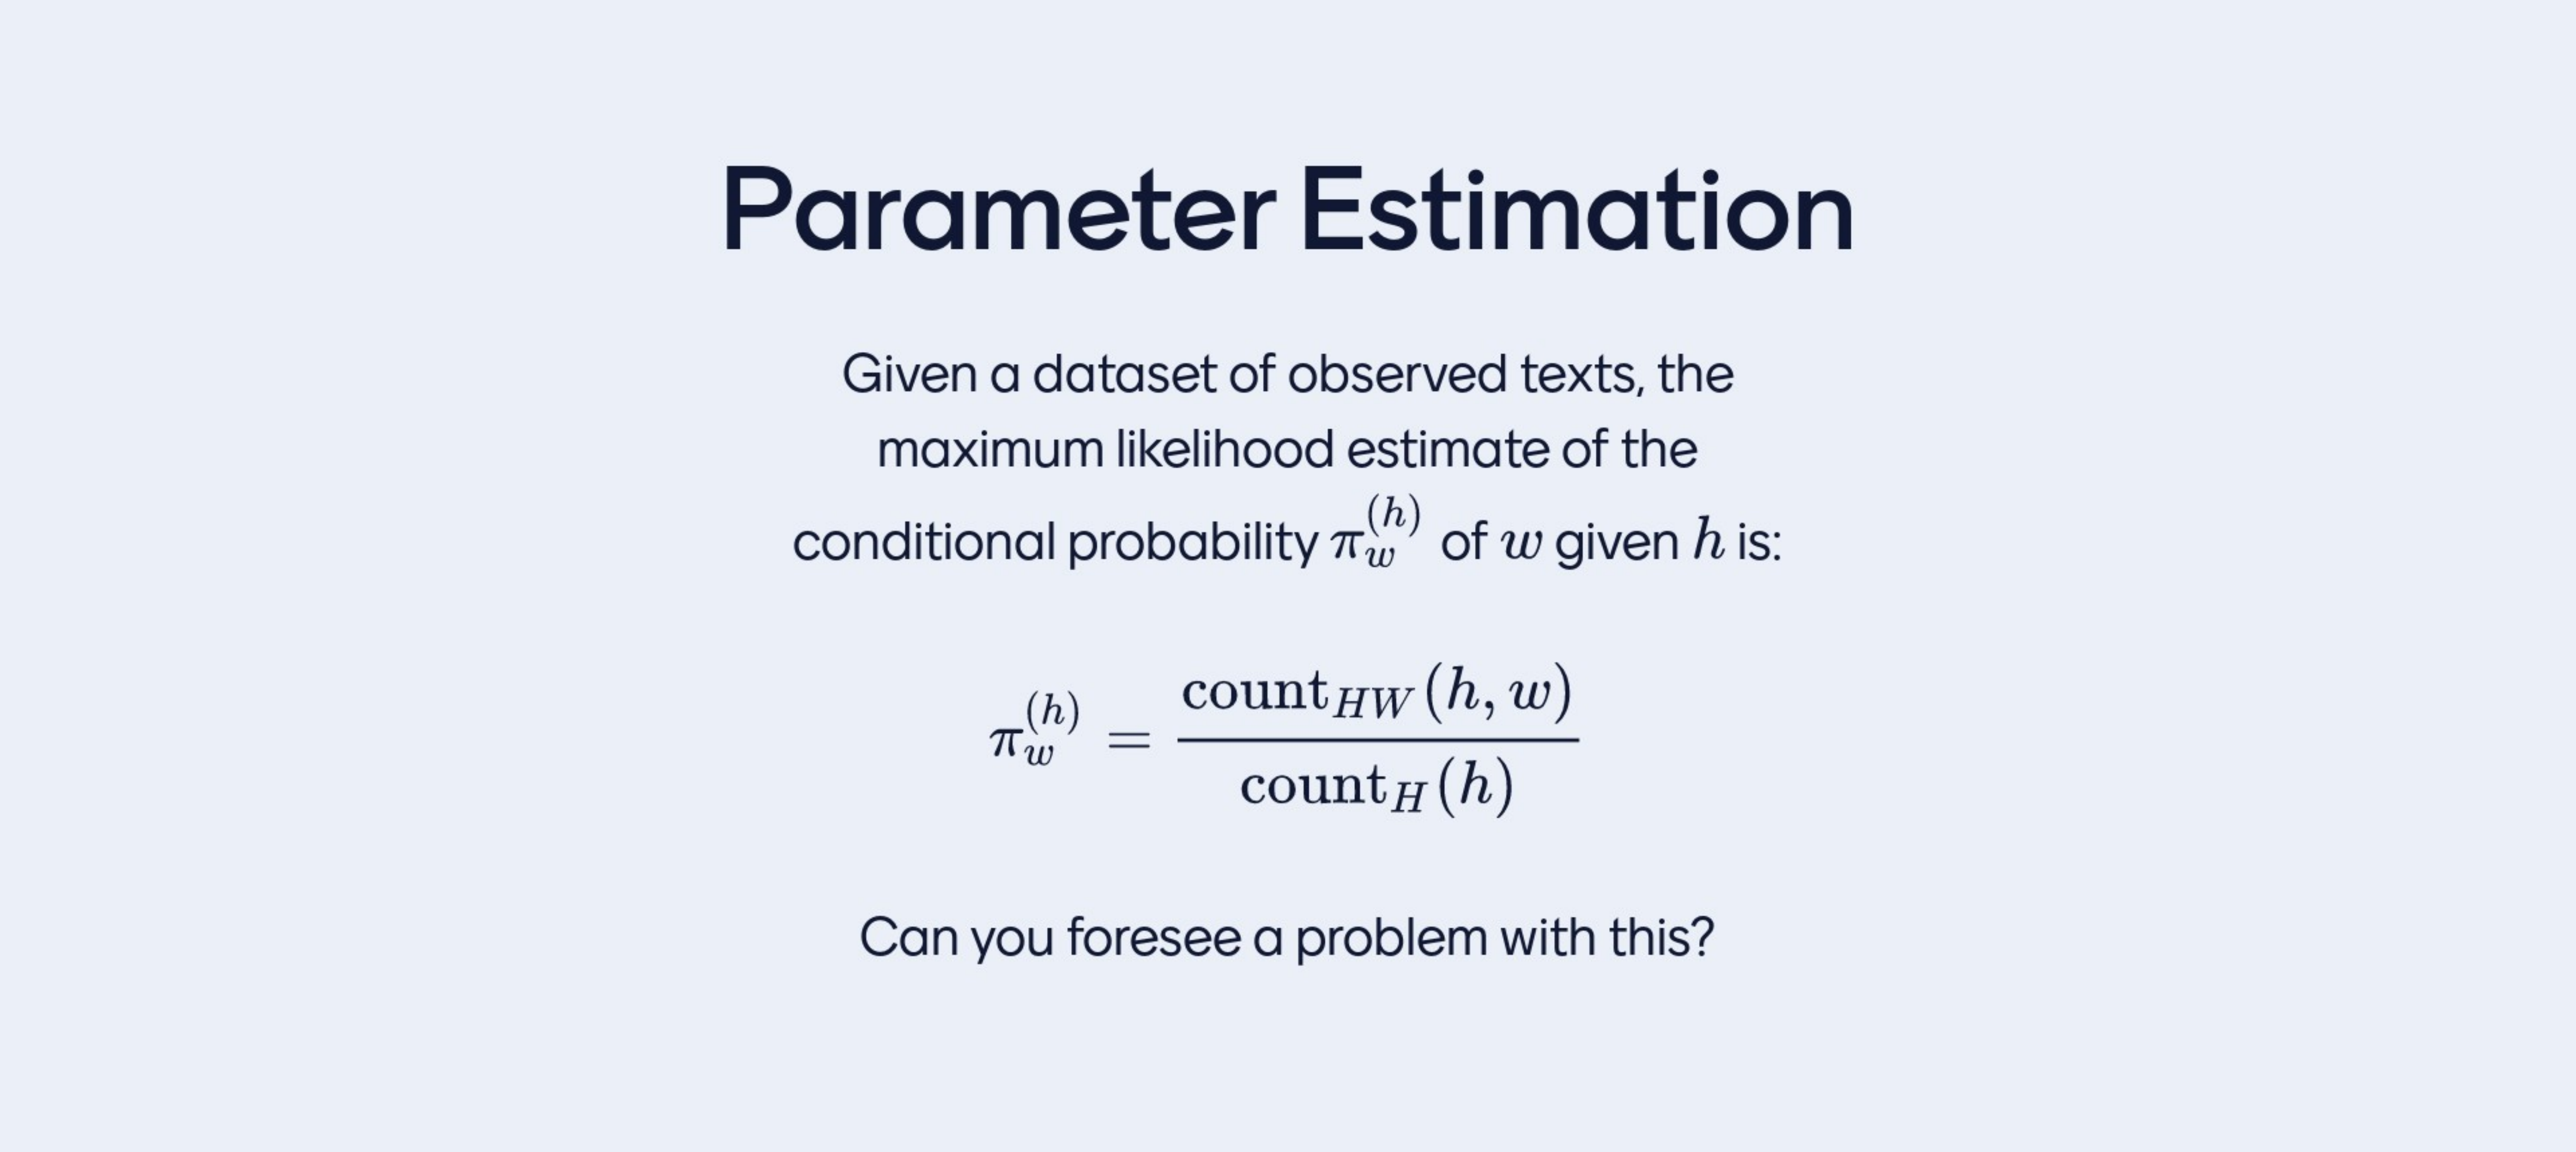 Parameter Estimation
Given a dataset of observed texts, the
maximum likelihood estimate of the
conditional probability $\pi_w^{(h)}$ of $w$ given $h$ is:
$\pi_w^{(h)} = \frac{\text{count}_{HW}(h, w)}{\text{count}_H(h)}$
Can you foresee a problem with this?